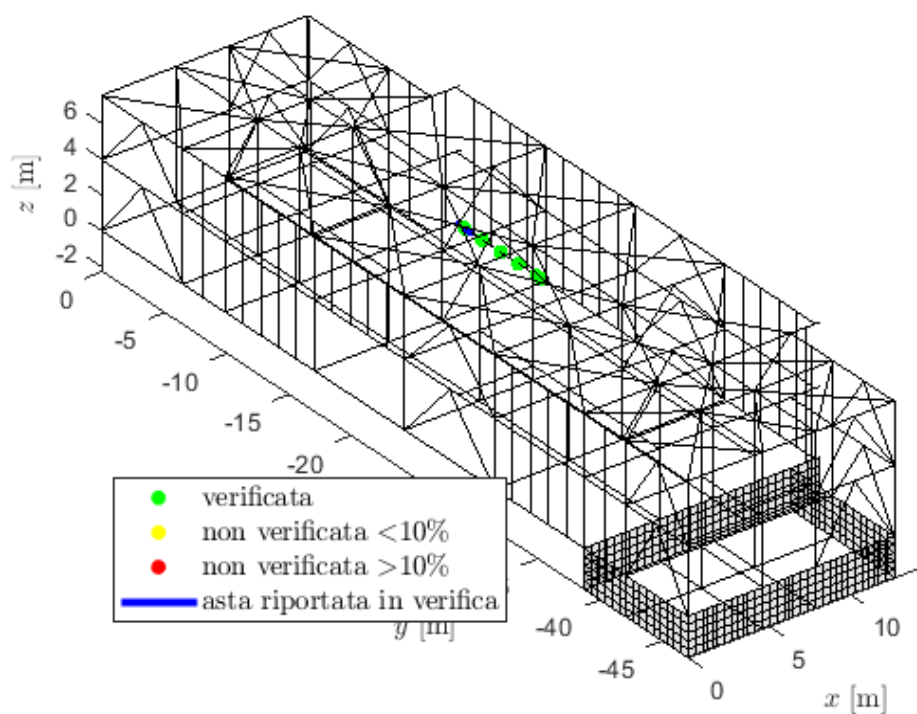 6
4
2
0
-2
z [m]
0
-5
-10
-15
-20
-40
-45
y [m]
0
5
10
x [m]
verificata
non verificata <10%
non verificata >10%
asta riportata in verifica